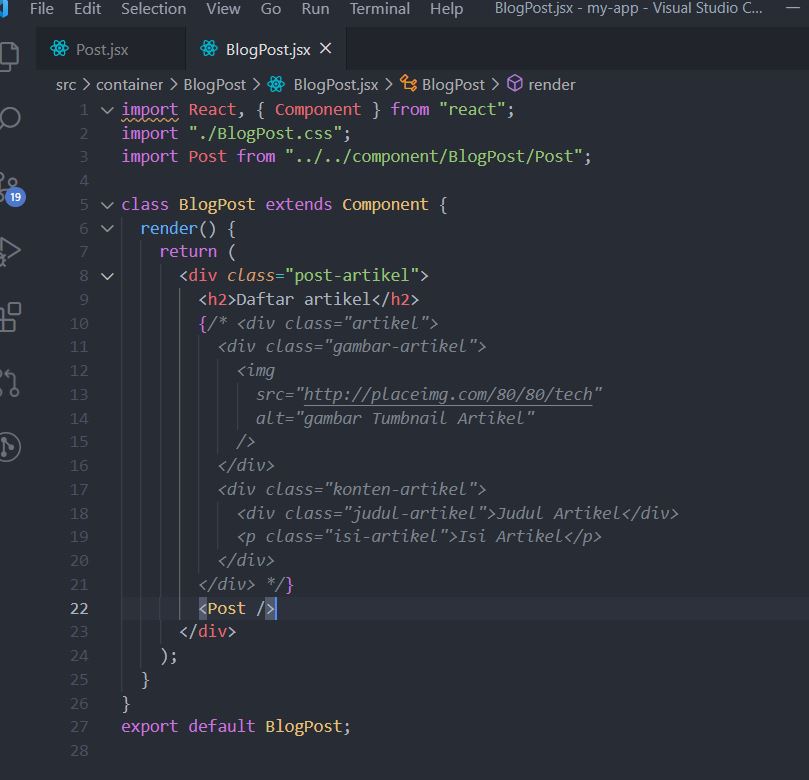 File Edit Selection View Go Run Terminal Help BlogPost.jsx - my-app - Visual Studio C...
Post.jsx BlogPost.jsx
src > container > BlogPost > BlogPost.jsx > BlogPost > render
1 import React, { Component } from "react";
2 import "./BlogPost.css";
3 import Post from "../../component/BlogPost/Post";
4
19
5 class BlogPost extends Component {
6 render() {
7 return (
8 <div class="post-artikel">
9 <h2>Daftar artikel</h2>
10 {/* <div class="artikel">
11 <div class="gambar-artikel">
12 <img
13 src="http://placeimg.com/80/80/tech"
14 alt="gambar Tumbnail Artikel"
15 />
16 </div>
17 <div class="konten-artikel">
18 <div class="judul-artikel">Judul Artikel</div>
19 <p class="isi-artikel">Isi Artikel</p>
20 </div>
21 </div> */}
22 <Post />
23 </div>
24 );
25 }
26 }
27 export default BlogPost;
28